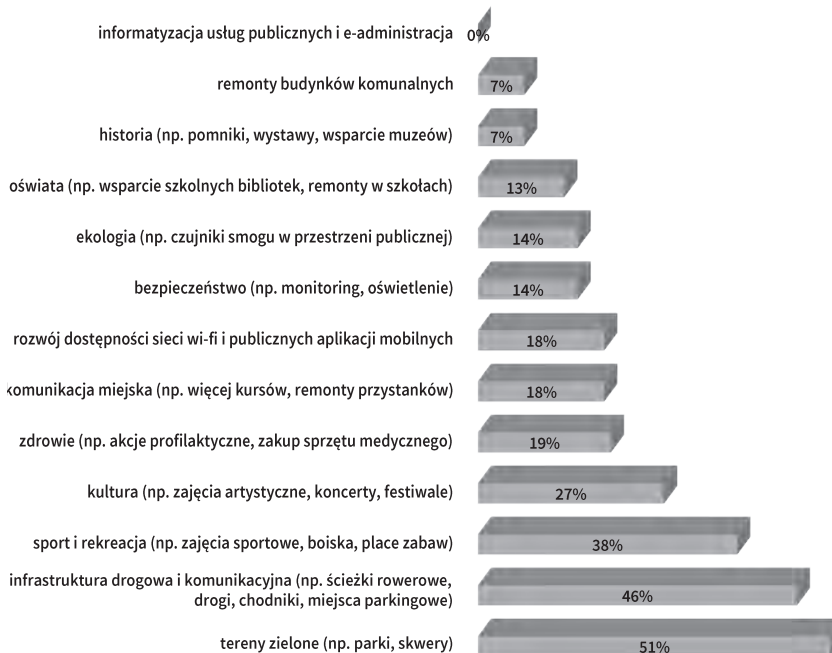 informatyzacja usług publicznych i e-administracja 0%
remonty budynków komunalnych 7%
historia (np. pomniki, wystawy, wsparcie muzeów) 7%
oświata (np. wsparcie szkolnych bibliotek, remonty w szkołach) 13%
ekologia (np. czujniki smogu w przestrzeni publicznej) 14%
bezpieczeństwo (np. monitoring, oświetlenie) 14%
rozwój dostępności sieci wi-fi i publicznych aplikacji mobilnych 18%
komunikacja miejska (np. więcej kursów, remonty przystanków) 18%
zdrowie (np. akcje profilaktyczne, zakup sprzętu medycznego) 19%
kultura (np. zajęcia artystyczne, koncerty, festiwale) 27%
sport i rekreacja (np. zajęcia sportowe, boiska, place zabaw) 38%
infrastruktura drogowa i komunikacyjna (np. ścieżki rowerowe,
drogi, chodniki, miejsca parkingowe) 46%
tereny zielone (np. parki, skwery) 51%